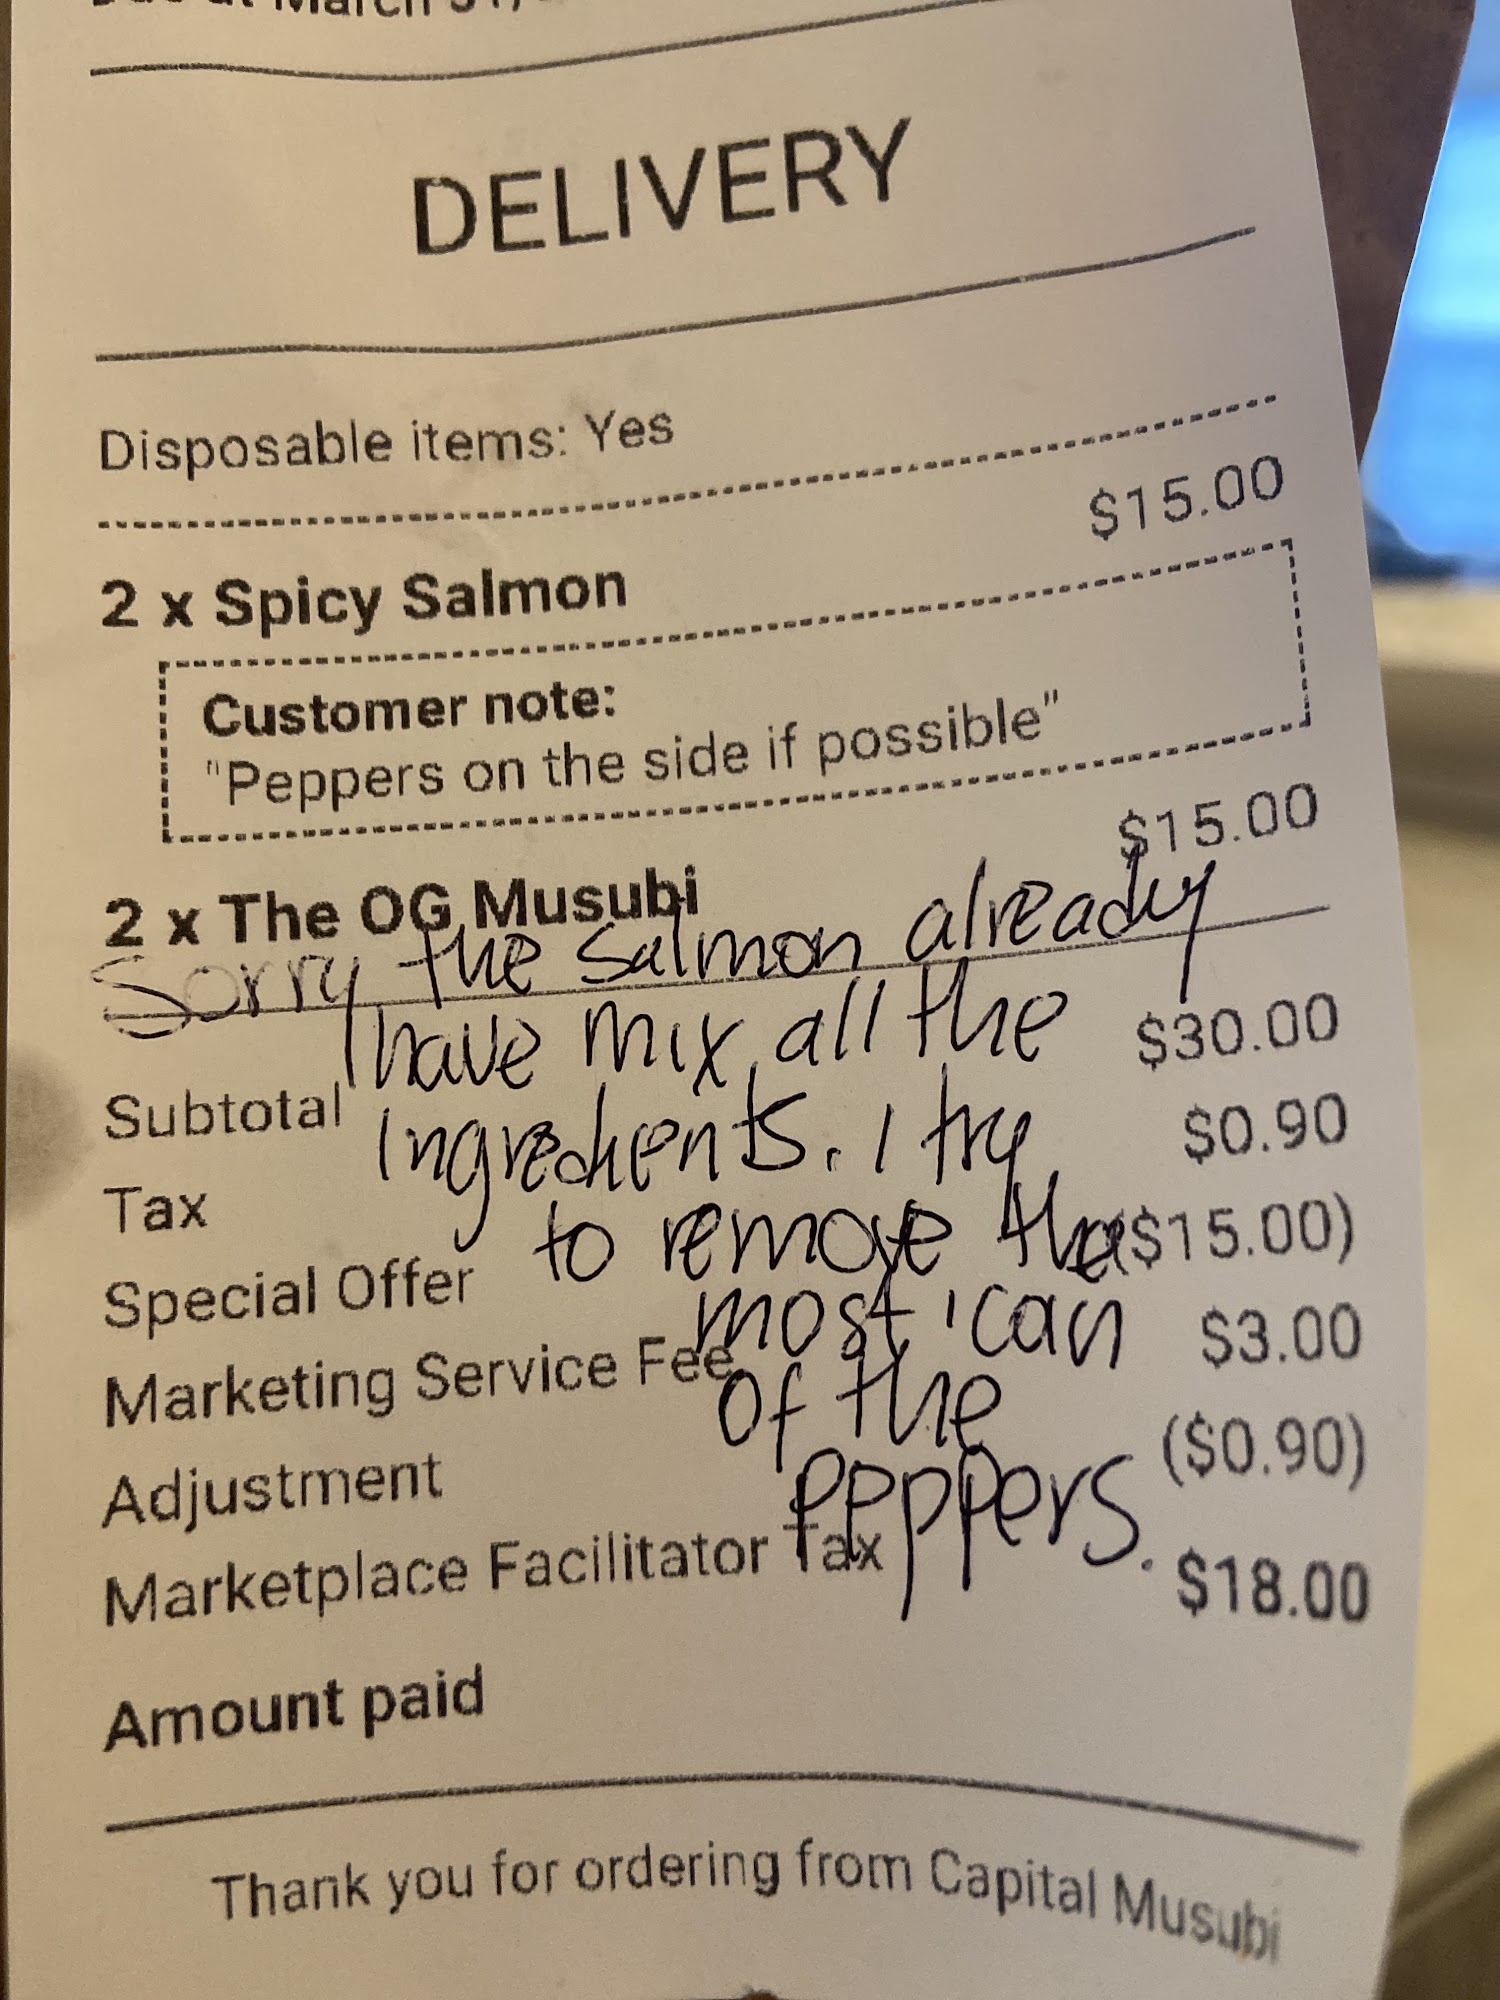 DELIVERY
Disposable items: Yes
$15.00
2 x Spicy Salmon
Customer note:
"Peppers on the side if possible"
$15.00
2 x The OG Musubi
Sorry the salmon already
have mix all the
ingredients. I try
to remove the
most i can
of the
peppers.
Subtotal $30.00
Tax $0.90
Special Offer ($15.00)
Marketing Service Fee $3.00
Adjustment ($0.90)
Marketplace Facilitator Tax
Amount paid $18.00
Thank you for ordering from Capital Musubi